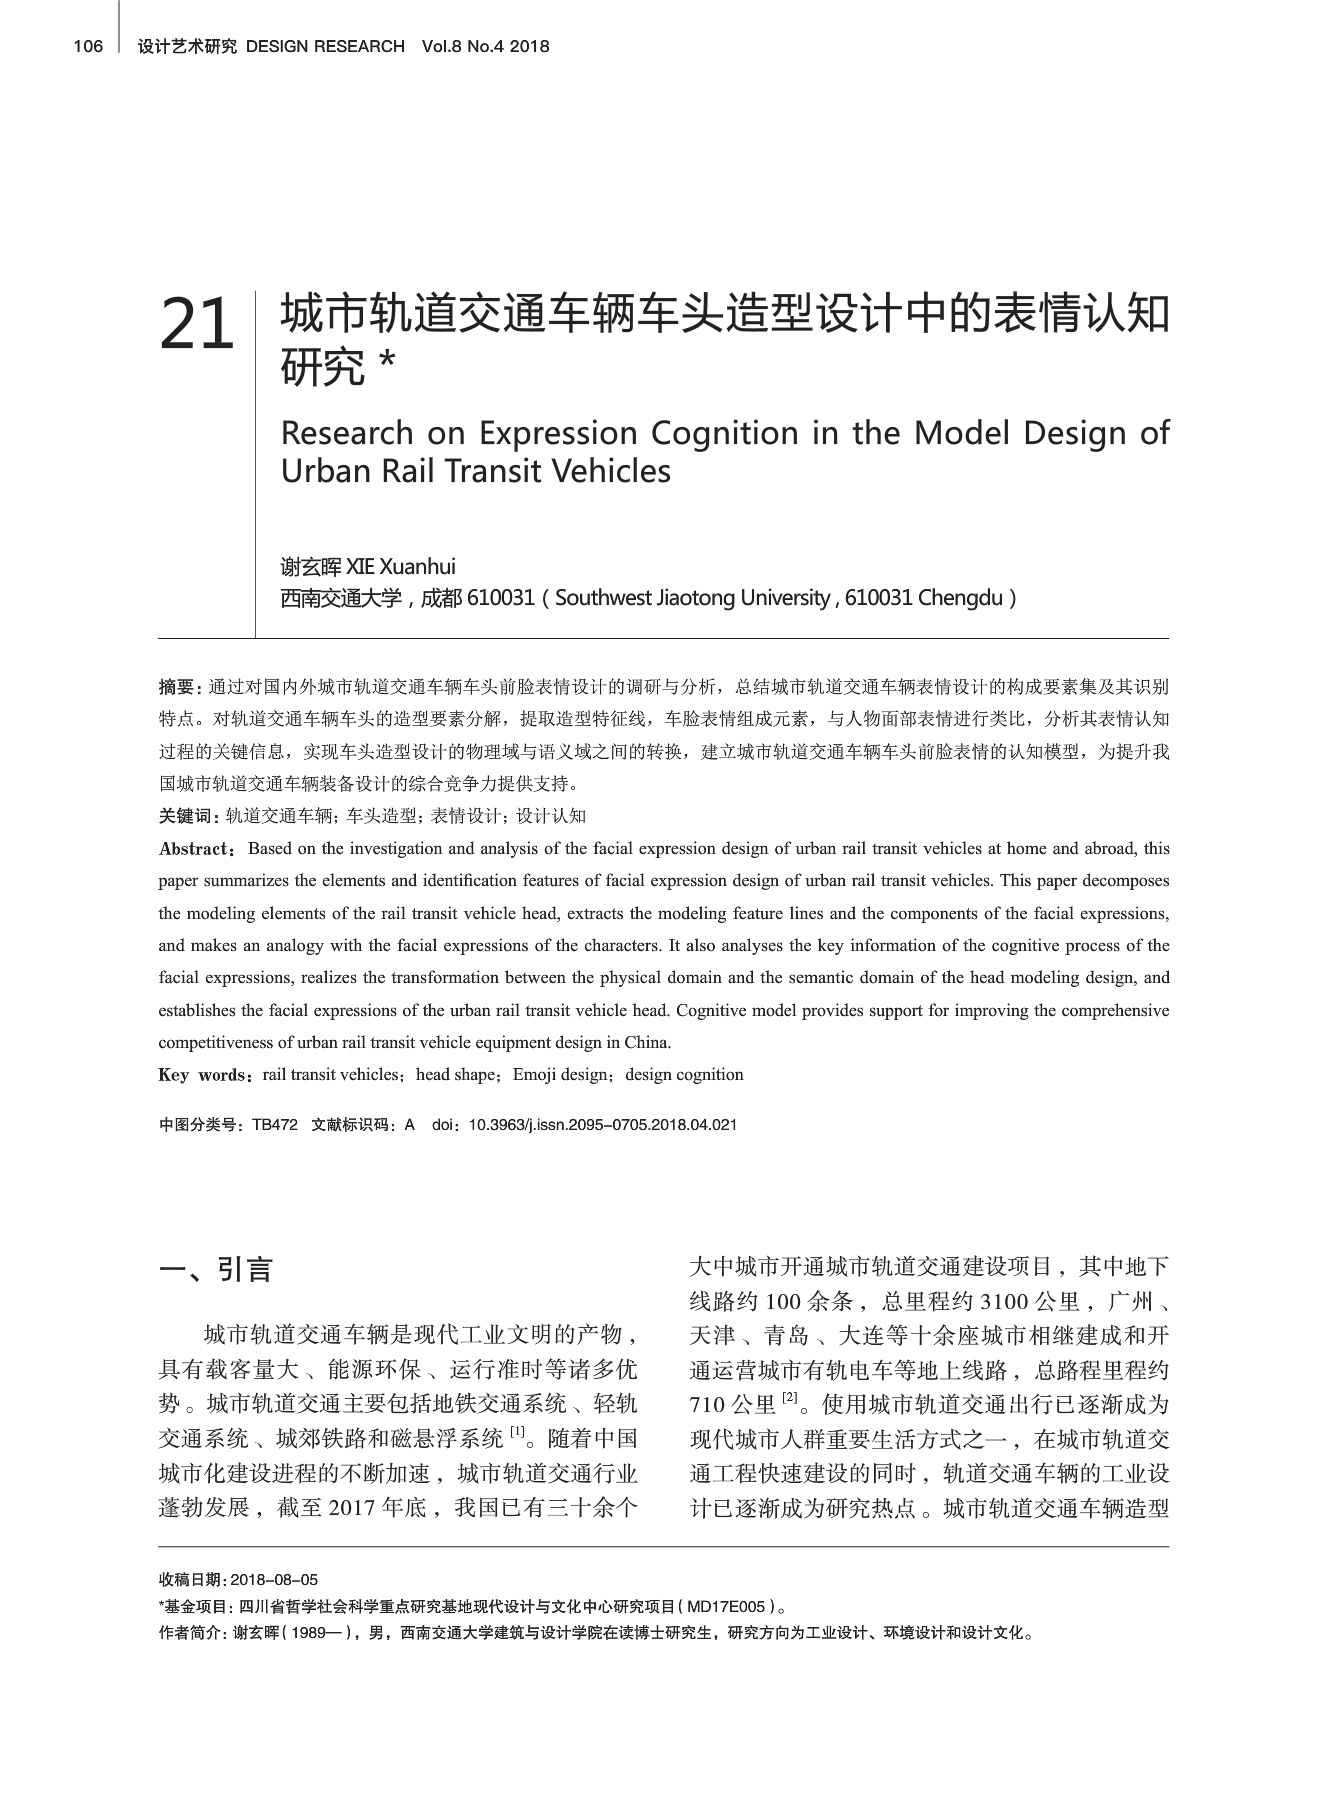 106 设计艺术研究 DESIGN RESEARCH Vol.8 No.4 2018
21
城市轨道交通车辆车头造型设计中的表情认知
研究 *
Research on Expression Cognition in the Model Design of
Urban Rail Transit Vehicles
谢玄晖 XIE Xuanhui
西南交通大学，成都 610031（Southwest Jiaotong University , 610031 Chengdu）
摘要：通过对国内外城市轨道交通车辆车头前脸表情设计的调研与分析，总结城市轨道交通车辆表情设计的构成要素集及其识别
特点。对轨道交通车辆车头的造型要素分解，提取造型特征线，车脸表情组成元素，与人物面部表情进行类比，分析其表情认知
过程的关键信息，实现车头造型设计的物理域与语义域之间的转换，建立城市轨道交通车辆车头前脸表情的认知模型，为提升我
国城市轨道交通车辆装备设计的综合竞争力提供支持。
关键词：轨道交通车辆；车头造型；表情设计；设计认知
Abstract：Based on the investigation and analysis of the facial expression design of urban rail transit vehicles at home and abroad, this
paper summarizes the elements and identification features of facial expression design of urban rail transit vehicles. This paper decomposes
the modeling elements of the rail transit vehicle head, extracts the modeling feature lines and the components of the facial expressions,
and makes an analogy with the facial expressions of the characters. It also analyses the key information of the cognitive process of the
facial expressions, realizes the transformation between the physical domain and the semantic domain of the head modeling design, and
establishes the facial expressions of the urban rail transit vehicle head. Cognitive model provides support for improving the comprehensive
competitiveness of urban rail transit vehicle equipment design in China.
Key words：rail transit vehicles；head shape；Emoji design；design cognition
中图分类号：TB472 文献标识码：A doi：10.3963/j.issn.2095-0705.2018.04.021
一、引言
城市轨道交通车辆是现代工业文明的产物，
具有载客量大、能源环保、运行准时等诸多优
势。城市轨道交通主要包括地铁交通系统、轻轨
交通系统、城郊铁路和磁悬浮系统 [1]。随着中国
城市化建设进程的不断加速，城市轨道交通行业
蓬勃发展，截至 2017 年底，我国已有三十余个
大中城市开通城市轨道交通建设项目，其中地下
线路约 100 余条，总里程约 3100 公里，广州、
天津、青岛、大连等十余座城市相继建成和开
通运营城市有轨电车等地上线路，总路程里程约
710 公里 [2]。使用城市轨道交通出行已逐渐成为
现代城市人群重要生活方式之一，在城市轨道交
通工程快速建设的同时，轨道交通车辆的工业设
计已逐渐成为研究热点。城市轨道交通车辆造型
收稿日期：2018-08-05
*基金项目：四川省哲学社会科学重点研究基地现代设计与文化中心研究项目（MD17E005）。
作者简介：谢玄晖（1989—），男，西南交通大学建筑与设计学院在读博士研究生，研究方向为工业设计、环境设计和设计文化。